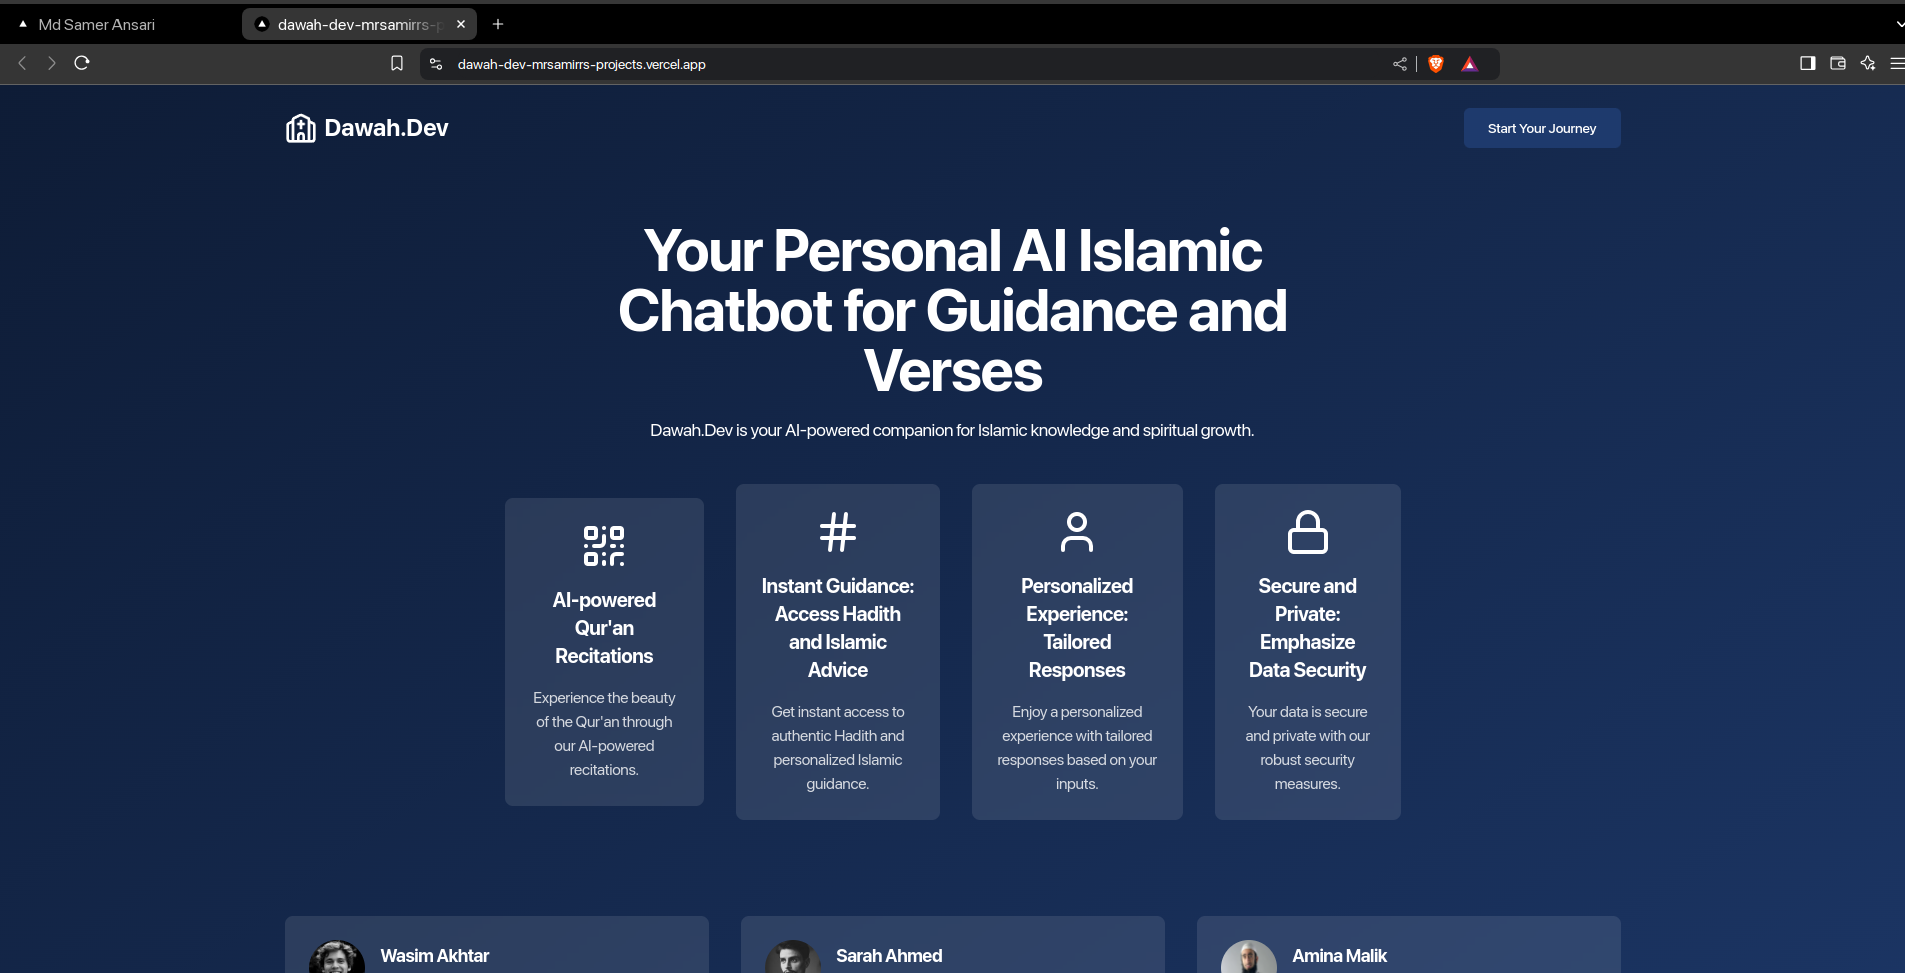 Md Samer Ansari
dawah-dev-mrsamirrs-p
dawah-dev-mrsamirrs-projects.vercel.app
Dawah.Dev
Start Your Journey
Your Personal AI Islamic
Chatbot for Guidance and
Verses
Dawah.Dev is your AI-powered companion for Islamic knowledge and spiritual growth.
AI-powered
Qur'an
Recitations
Experience the beauty
of the Qur'an through
our AI-powered
recitations.
Instant Guidance:
Access Hadith
and Islamic
Advice
Get instant access to
authentic Hadith and
personalized Islamic
guidance.
Personalized
Experience:
Tailored
Responses
Enjoy a personalized
experience with tailored
responses based on your
inputs.
Secure and
Private:
Emphasize
Data Security
Your data is secure
and private with our
robust security
measures.
Wasim Akhtar
Sarah Ahmed
Amina Malik